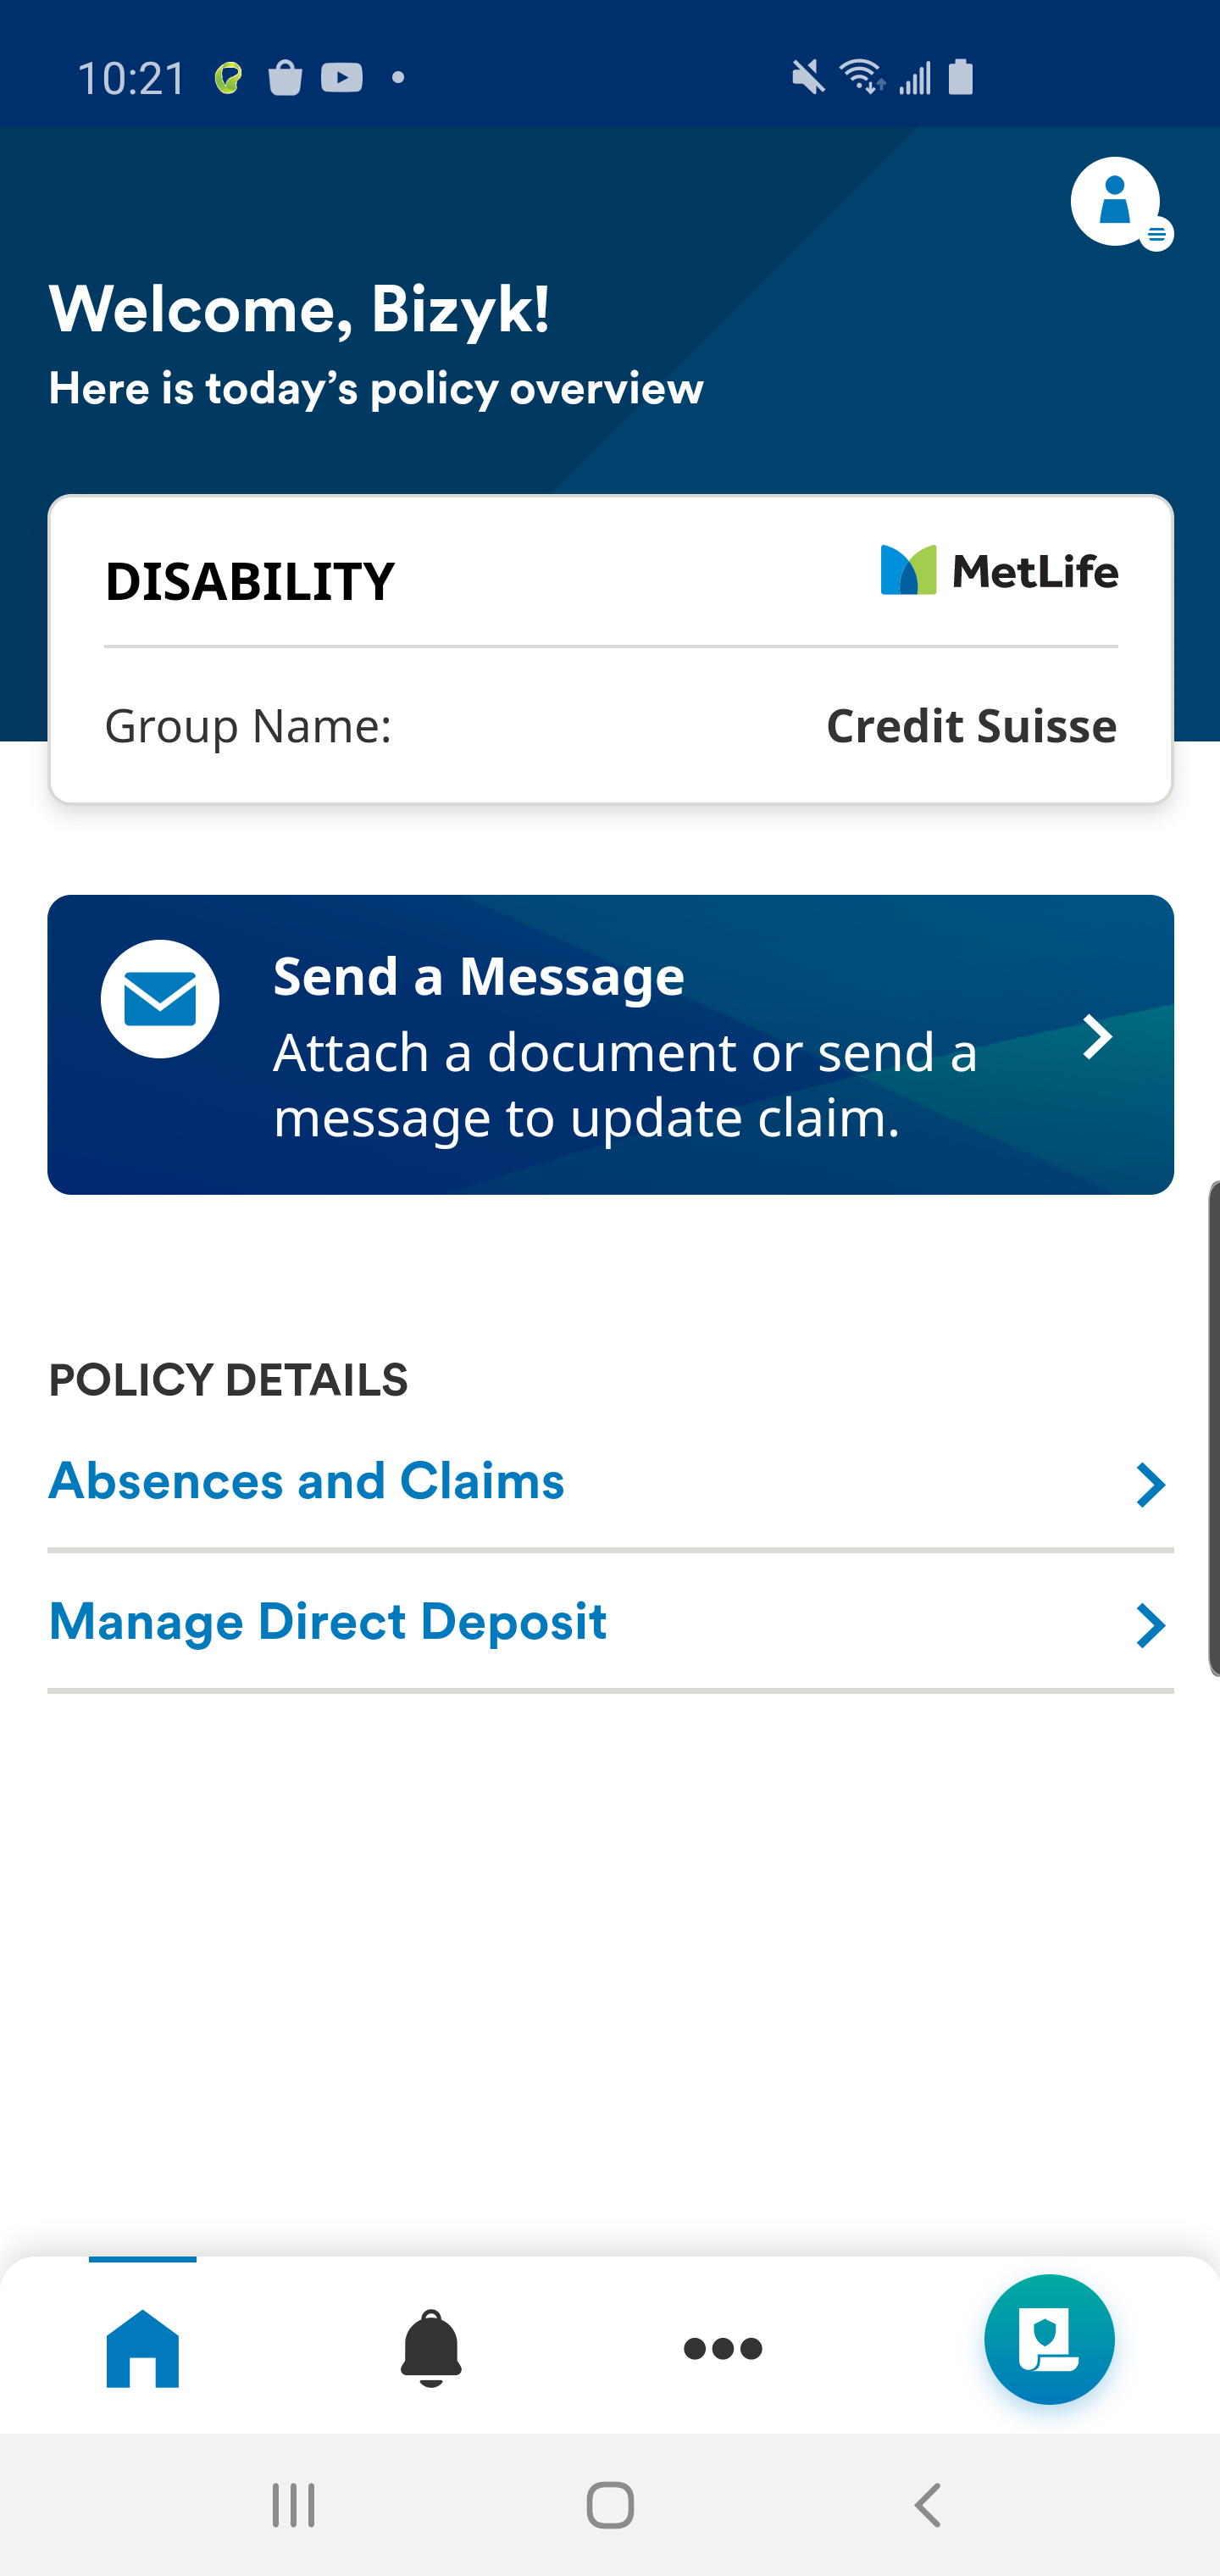 10:21
Welcome, Bizyk!
Here is today’s policy overview
DISABILITY
MetLife
Group Name:
Credit Suisse
Send a Message
Attach a document or send a
message to update claim.
POLICY DETAILS
Absences and Claims
Manage Direct Deposit